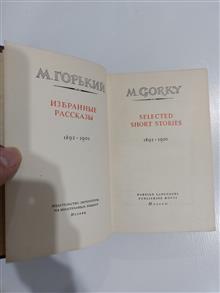 М. ГОРЬКИЙ
ИЗБРАННЫЕ
РАССКАЗЫ
1892-1901
ИЗДАТЕЛЬСТВО ЛИТЕРАТУРЫ
НА ИНОСТРАННЫХ ЯЗЫКАХ
Москва
M. GORKY
SELECTED
SHORT STORIES
1892-1901
FOREIGN LANGUAGES
PUBLISHING HOUSE
Moscow